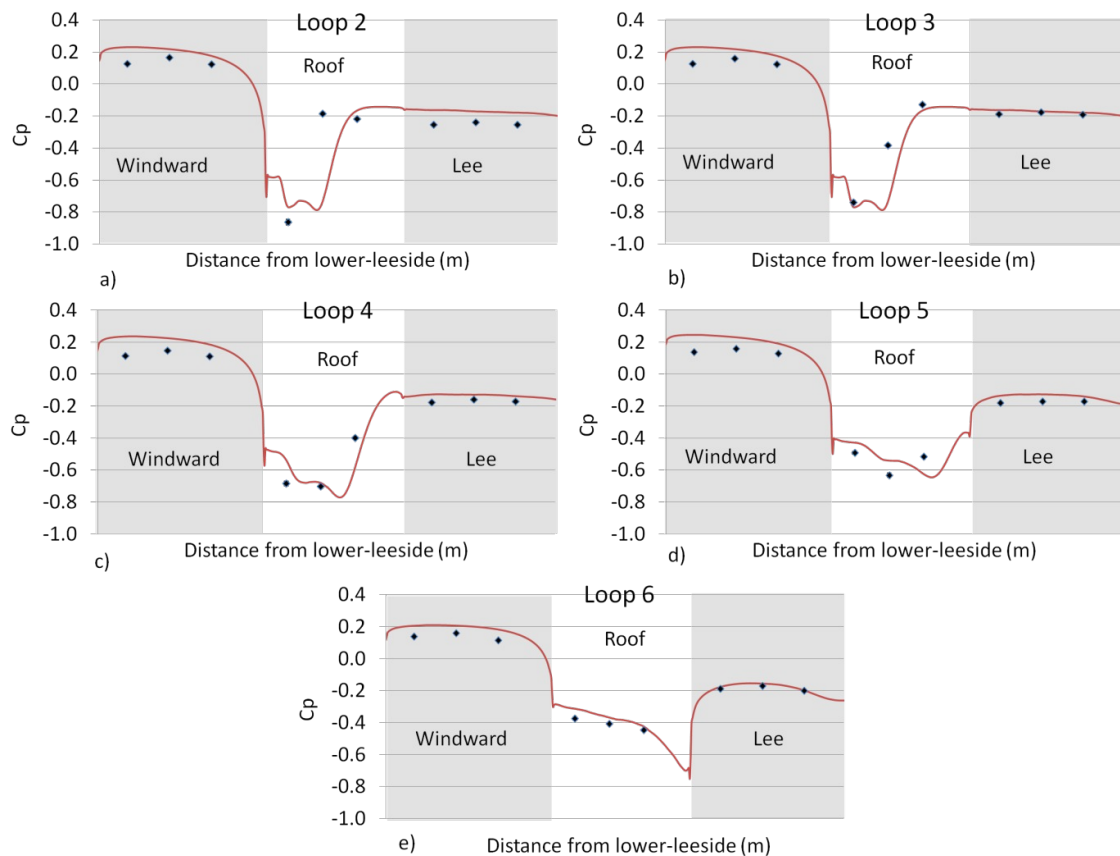 Loop 2
0.4
0.2
0.0
-0.2
-0.4
-0.6
-0.8
-1.0
Cp
Roof
Windward
Lee
Distance from lower-leeside (m)
a)
Loop 3
0.4
0.2
0.0
-0.2
-0.4
-0.6
-0.8
-1.0
Cp
Roof
Windward
Lee
Distance from lower-leeside (m)
b)
Loop 4
0.4
0.2
0.0
-0.2
-0.4
-0.6
-0.8
-1.0
Cp
Roof
Windward
Lee
Distance from lower-leeside (m)
c)
Loop 5
0.4
0.2
0.0
-0.2
-0.4
-0.6
-0.8
-1.0
Cp
Roof
Windward
Lee
Distance from lower-leeside (m)
d)
Loop 6
0.4
0.2
0.0
-0.2
-0.4
-0.6
-0.8
-1.0
Cp
Roof
Windward
Lee
e)
Distance from lower-leeside (m)